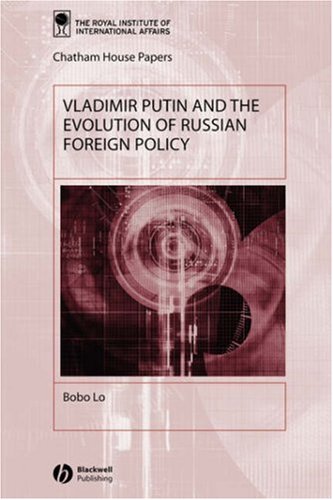 THE ROYAL INSTITUTE OF
INTERNATIONAL AFFAIRS
Chatham House Papers
VLADIMIR PUTIN AND THE
EVOLUTION OF RUSSIAN
FOREIGN POLICY
Bobo Lo
Blackwell
Publishing